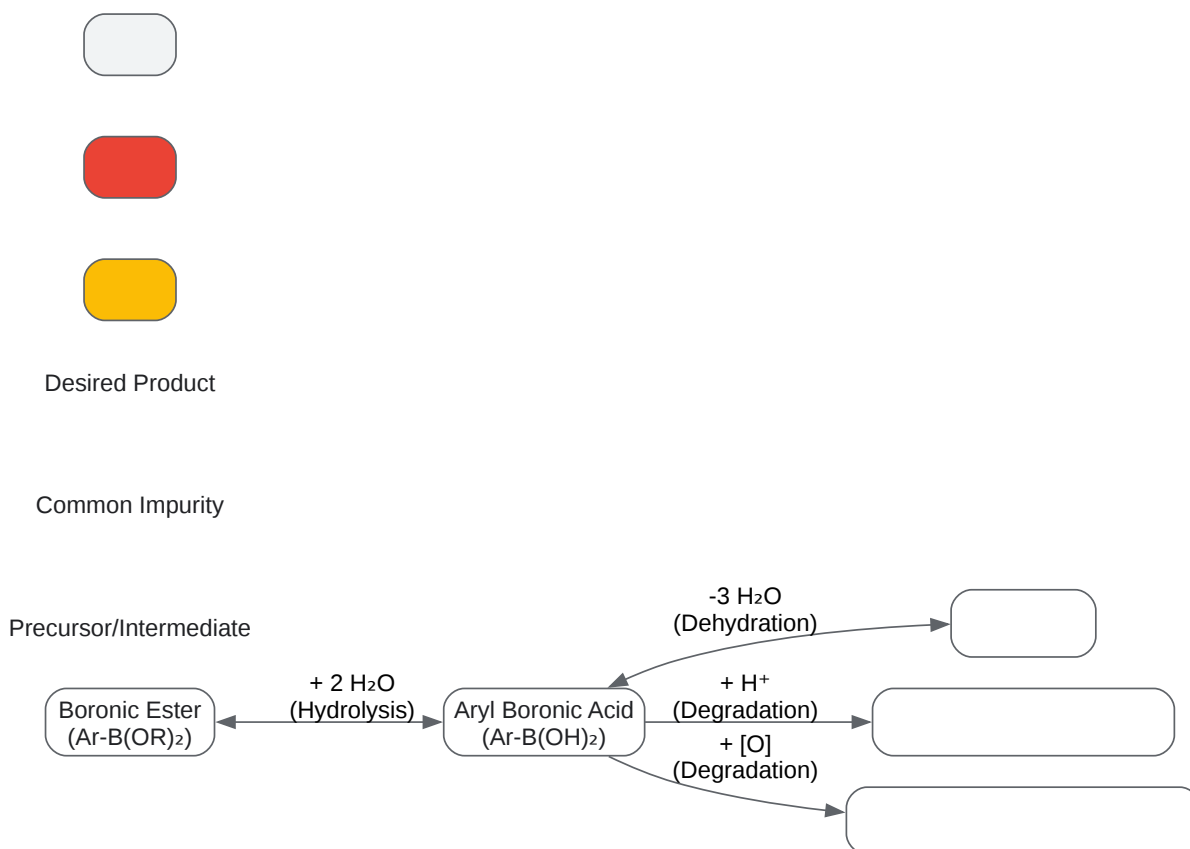 Desired Product
Common Impurity
Precursor/Intermediate
-3 H₂O
(Dehydration)
+ 2 H₂O
(Hydrolysis)
+ H⁺
(Degradation)
Boronic Ester
(Ar-B(OR)₂)
Aryl Boronic Acid
(Ar-B(OH)₂)
+ [O]
(Degradation)